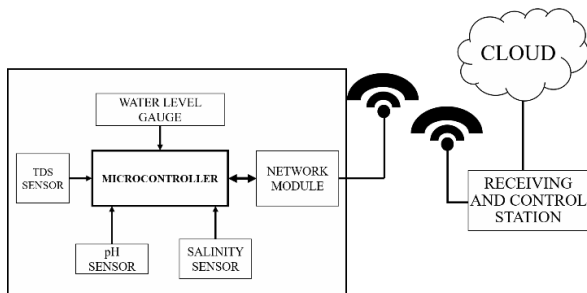 CLOUD
WATER LEVEL
GAUGE
TDS
SENSOR
MICROCONTROLLER
NETWORK
MODULE
RECEIVING
AND CONTROL
STATION
pH
SENSOR
SALINITY
SENSOR